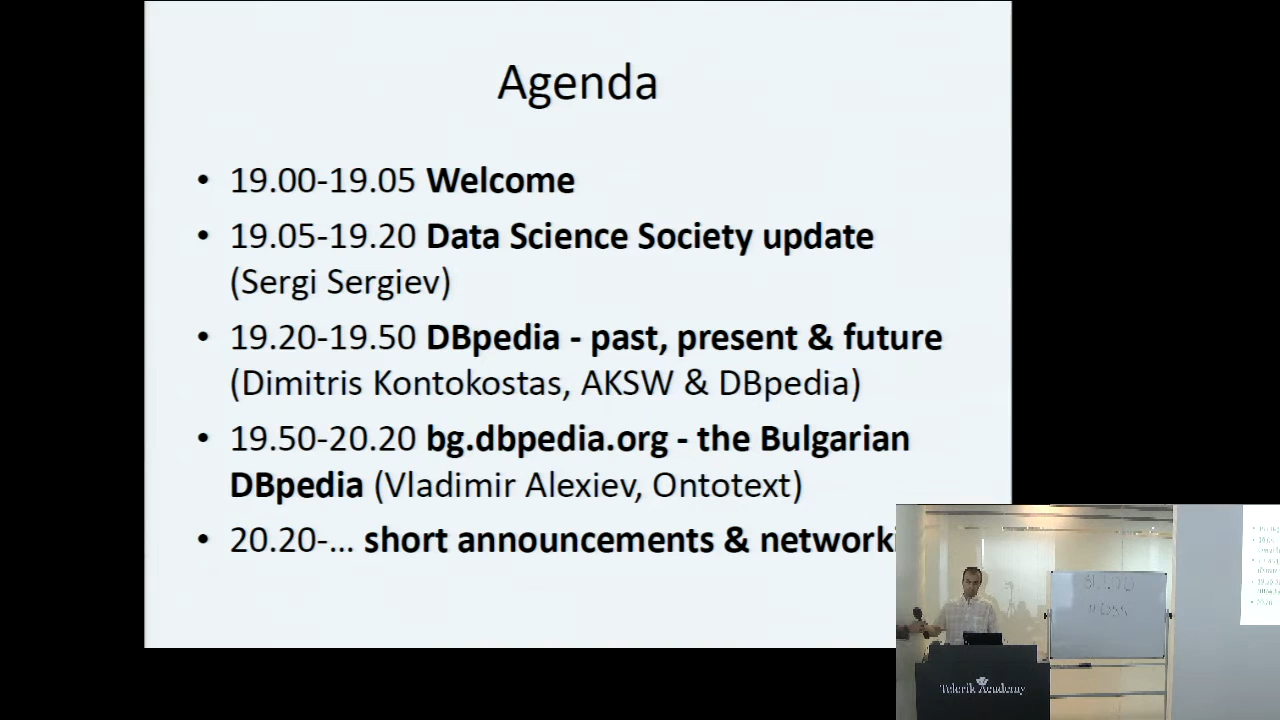 Agenda
• 19.00-19.05 Welcome
• 19.05-19.20 Data Science Society update
(Sergi Sergiev)
• 19.20-19.50 DBpedia - past, present & future
(Dimitris Kontokostas, AKSW & DBpedia)
• 19.50-20.20 bg.dbpedia.org - the Bulgarian
DBpedia (Vladimir Alexiev, Ontotext)
• 20.20-... short announcements & networki
Telerik Academy